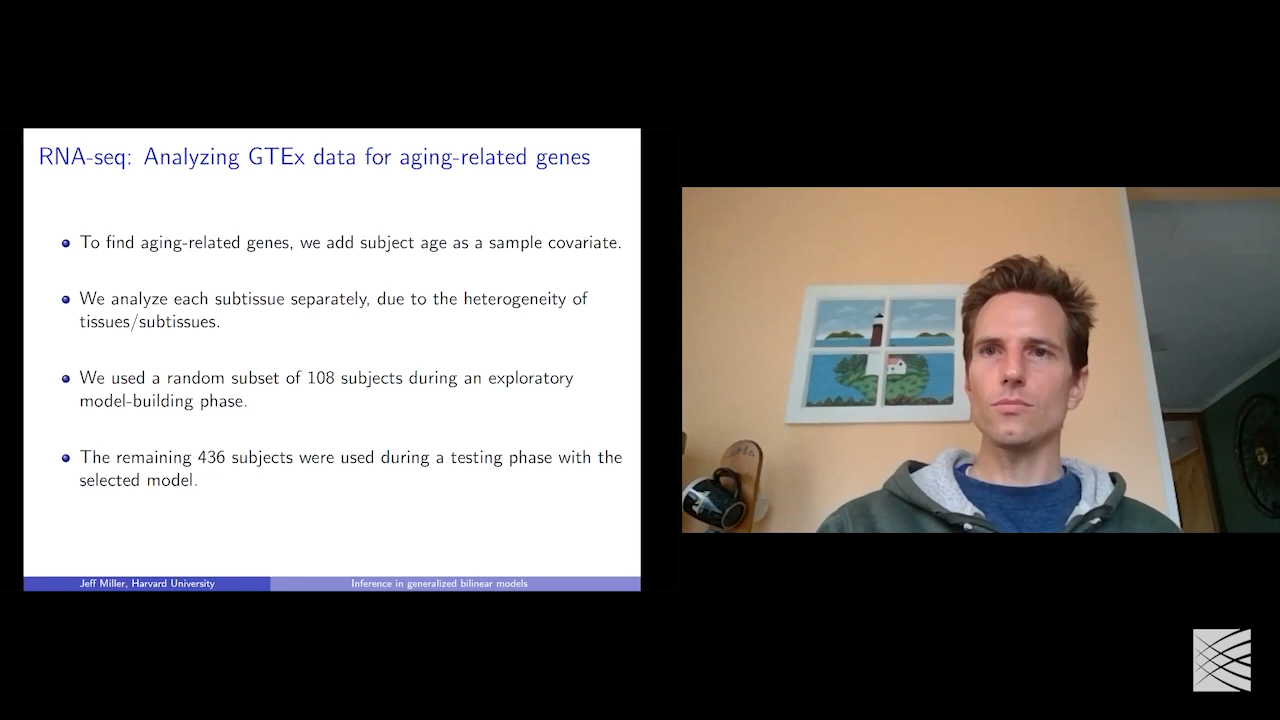 RNA-seq: Analyzing GTEx data for aging-related genes
To find aging-related genes, we add subject age as a sample covariate.
We analyze each subtissue separately, due to the heterogeneity of
tissues/subtissues.
We used a random subset of 108 subjects during an exploratory
model-building phase.
The remaining 436 subjects were used during a testing phase with the
selected model.
Jeff Miller, Harvard University
Inference in generalized bilinear models